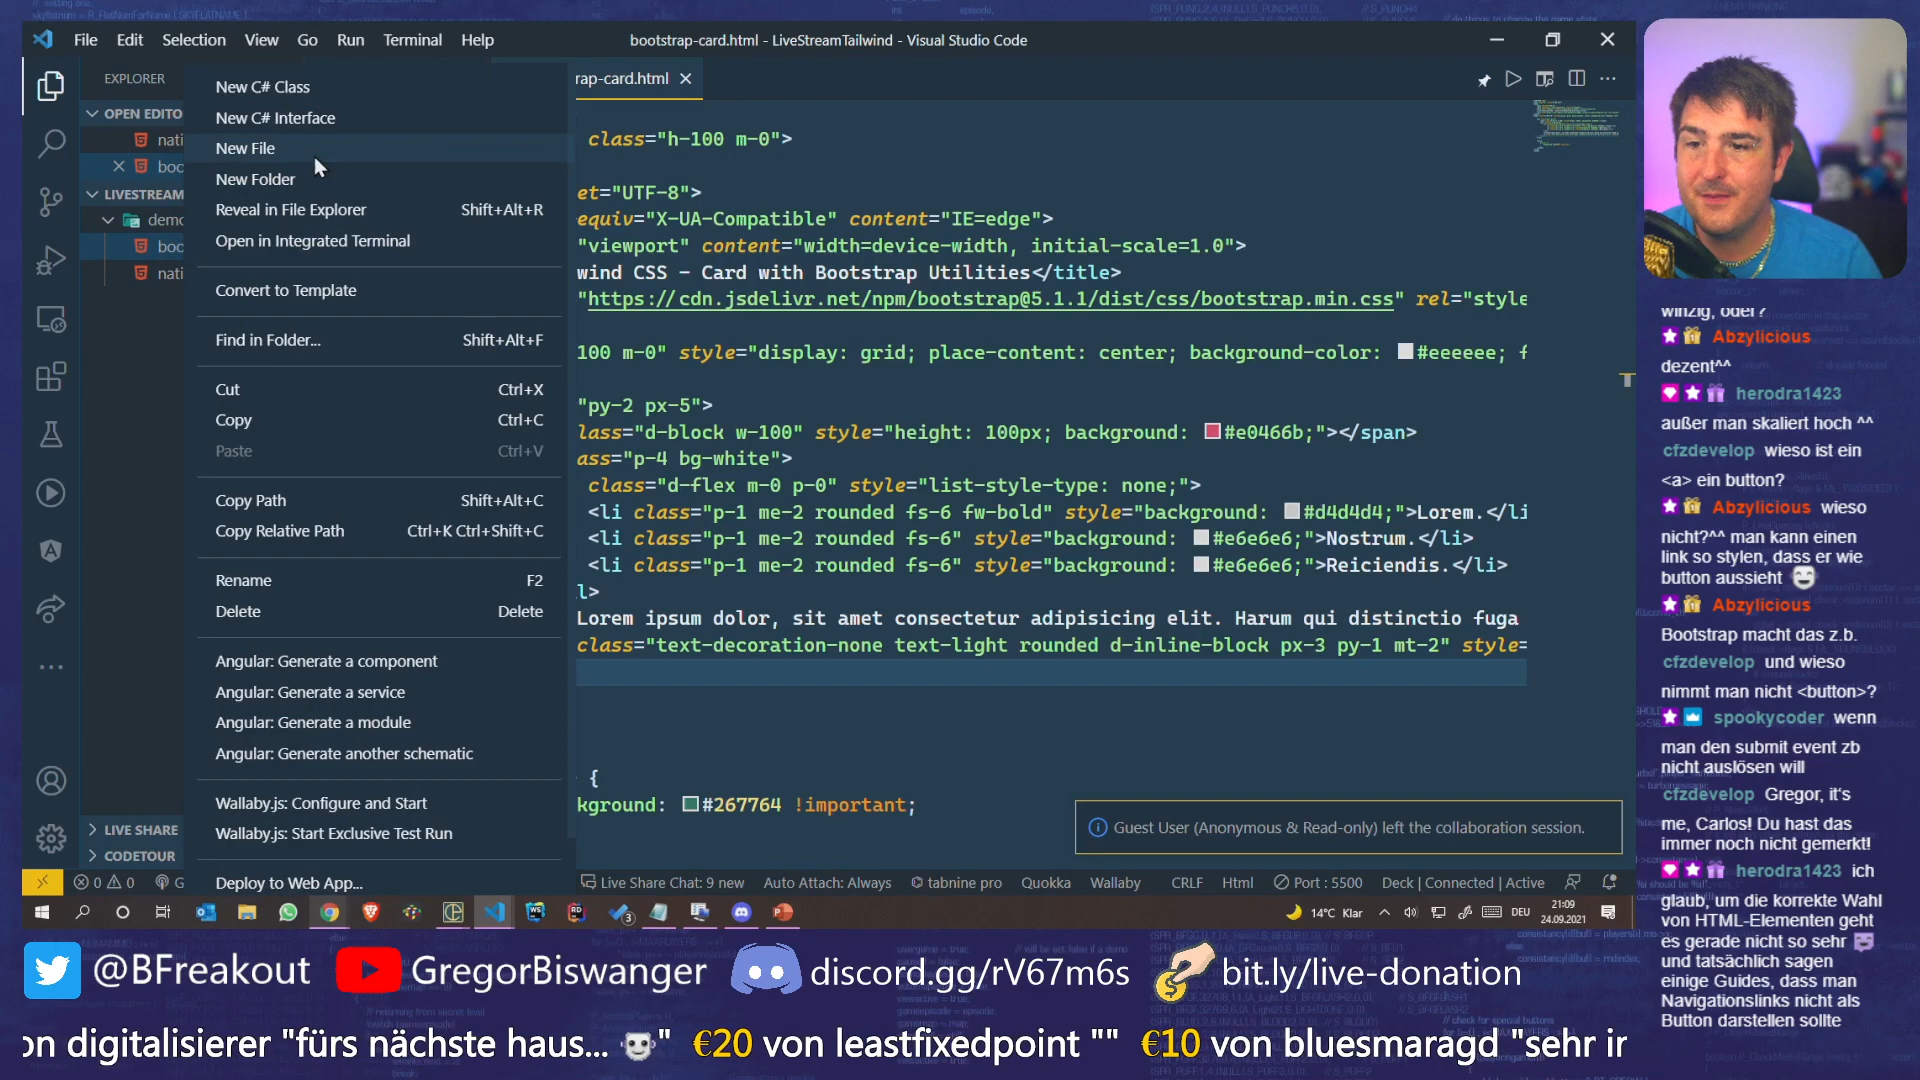 File Edit Selection View Go Run Terminal Help
bootstrap-card.html - LiveStreamTailwind - Visual Studio Code
EXPLORER
OPEN EDITO
nati
boo
LIVESTREAM
demo
boo
nati
LIVE SHARE
CODETOUR
New C# Class
New C# Interface
New File
New Folder
Reveal in File Explorer Shift+Alt+R
Open in Integrated Terminal
Convert to Template
Find in Folder... Shift+Alt+F
Cut Ctrl+X
Copy Ctrl+C
Paste Ctrl+V
Copy Path Shift+Alt+C
Copy Relative Path Ctrl+K Ctrl+Shift+C
Rename F2
Delete Delete
Angular: Generate a component
Angular: Generate a service
Angular: Generate a module
Angular: Generate another schematic
Wallaby.js: Configure and Start
Wallaby.js: Start Exclusive Test Run
Deploy to Web App...
rap-card.html
class="h-100 m-0">
et="UTF-8">
equiv="X-UA-Compatible" content="IE=edge">
"viewport" content="width=device-width, initial-scale=1.0">
wind CSS - Card with Bootstrap Utilities</title>
"https://cdn.jsdelivr.net/npm/bootstrap@5.1.1/dist/css/bootstrap.min.css" rel="style
100 m-0" style="display: grid; place-content: center; background-color: #eeeeee; f
"py-2 px-5">
lass="d-block w-100" style="height: 100px; background: #e0466b;"></span>
ass="p-4 bg-white">
class="d-flex m-0 p-0" style="list-style-type: none;">
<li class="p-1 me-2 rounded fs-6 fw-bold" style="background: #d4d4d4;">Lorem.</li
<li class="p-1 me-2 rounded fs-6" style="background: #e6e6e6;">Nostrum.</li>
<li class="p-1 me-2 rounded fs-6" style="background: #e6e6e6;">Reiciendis.</li>
l>
Lorem ipsum dolor, sit amet consectetur adipisicing elit. Harum qui distinctio fuga
class="text-decoration-none text-light rounded d-inline-block px-3 py-1 mt-2" style=
{
kground: #267764 !important;
Guest User (Anonymous & Read-only) left the collaboration session.
0 0 G
Live Share Chat: 9 new Auto Attach: Always tabnine pro Quokka Wallaby CRLF Html Port : 5500 Deck | Connected | Active
3
14°C Klar DEU 21:09
24.09.2021
winzig, oder?
Abzylicious
dezent^^
herodra1423
außer man skaliert hoch ^^
cfzdevelop wieso ist ein
<a> ein button?
Abzylicious wieso
nicht?^^ man kann einen
link so stylen, dass er wie
button aussieht
Abzylicious
Bootstrap macht das z.b.
cfzdevelop und wieso
nimmt man nicht <button>?
spookycoder wenn
man den submit event zb
nicht auslösen will
cfzdevelop Gregor, it's
me, Carlos! Du hast das
immer noch nicht gemerkt!
herodra1423 ich
glaub, um die korrekte Wahl
von HTML-Elementen geht
es gerade nicht so sehr
und tatsächlich sagen
einige Guides, dass man
Navigationslinks nicht als
Button darstellen sollte
@BFreakout GregorBiswanger discord.gg/rV67m6s bit.ly/live-donation
on digitalisierer "fürs nächste haus... " €20 von leastfixedpoint "" €10 von bluesmaragd "sehr ir